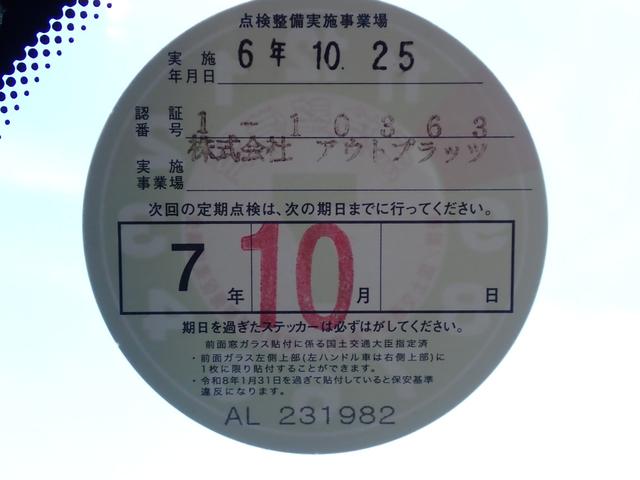 点検整備実施事業場
実施年月日 6年 10. 25
認証番号 1-10363
株式会社 アウトプラッツ
実施事業場
次回の定期点検は、次の期日までに行ってください。
7年 10月 日
期日を過ぎたステッカーは必ずはがしてください。
前面窓ガラス貼付に係る国土交通大臣指定済
・前面ガラス左側上部(左ハンドル車は右側上部)に
1枚に限り貼付することができます。
・令和8年1月31日を過ぎて貼付していると保安基準
違反になります。
AL 231982